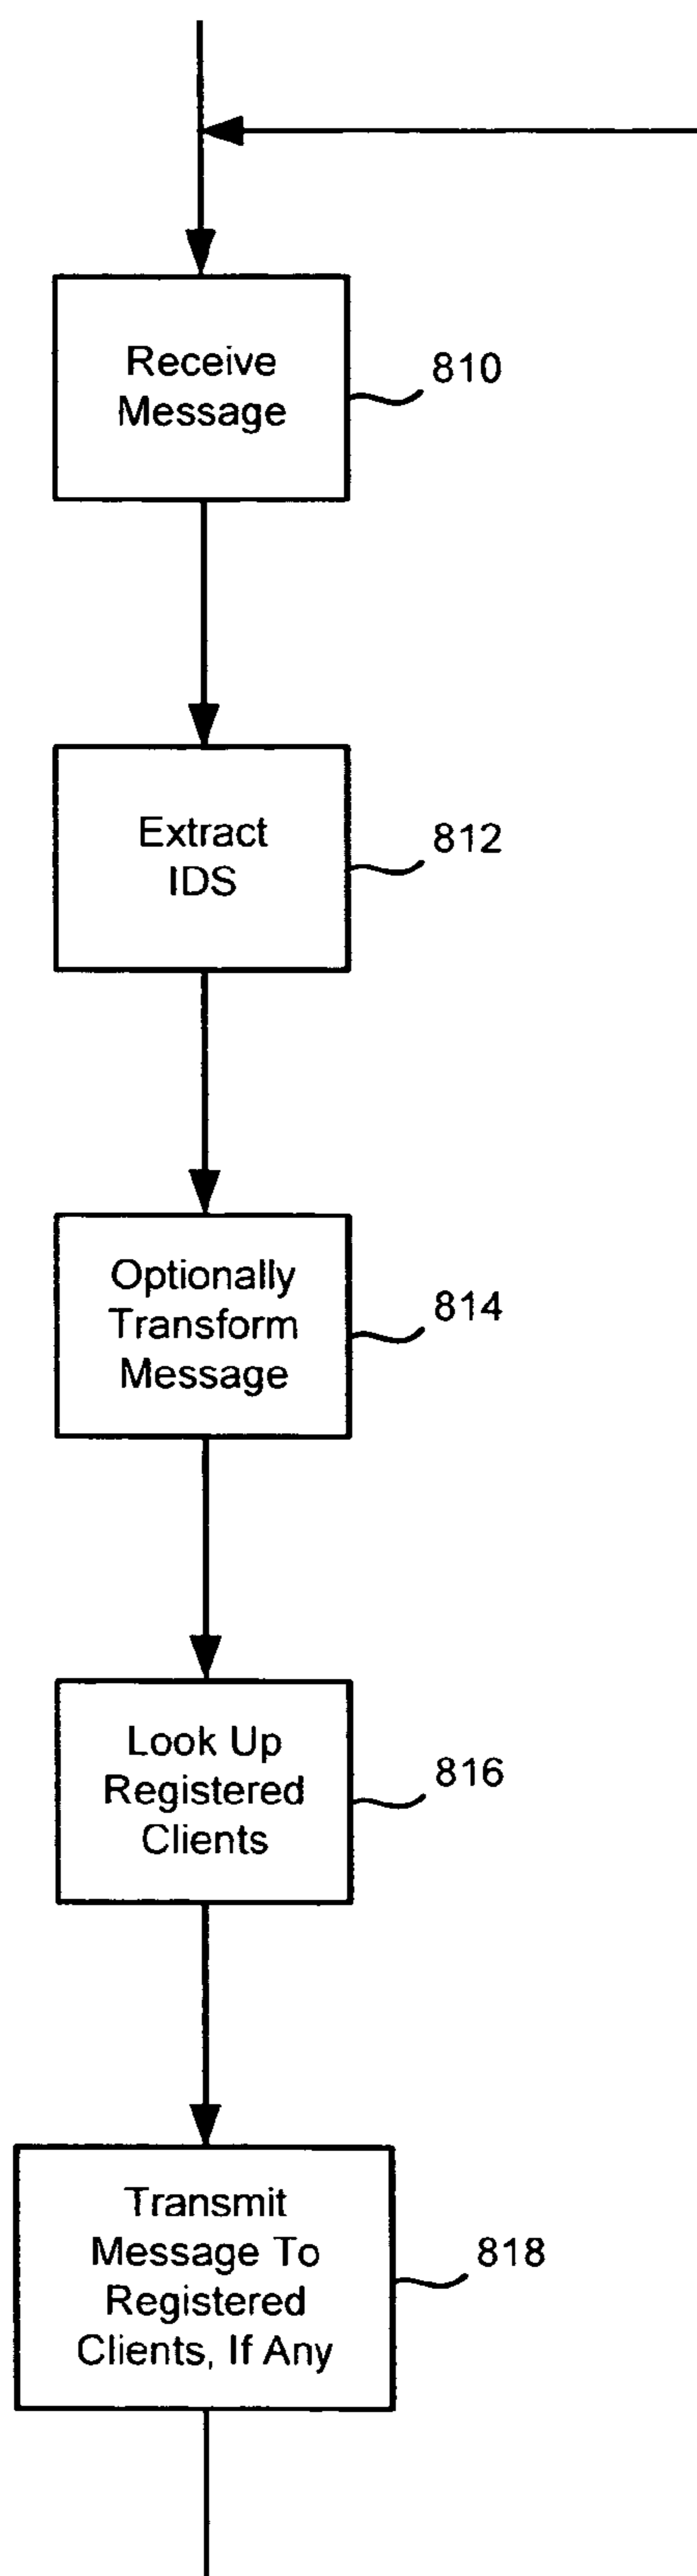 Receive
Message
810
Extract
IDS
812
Optionally
Transform
Message
814
Look Up
Registered
Clients
816
Transmit
Message To
Registered
Clients, If Any
818